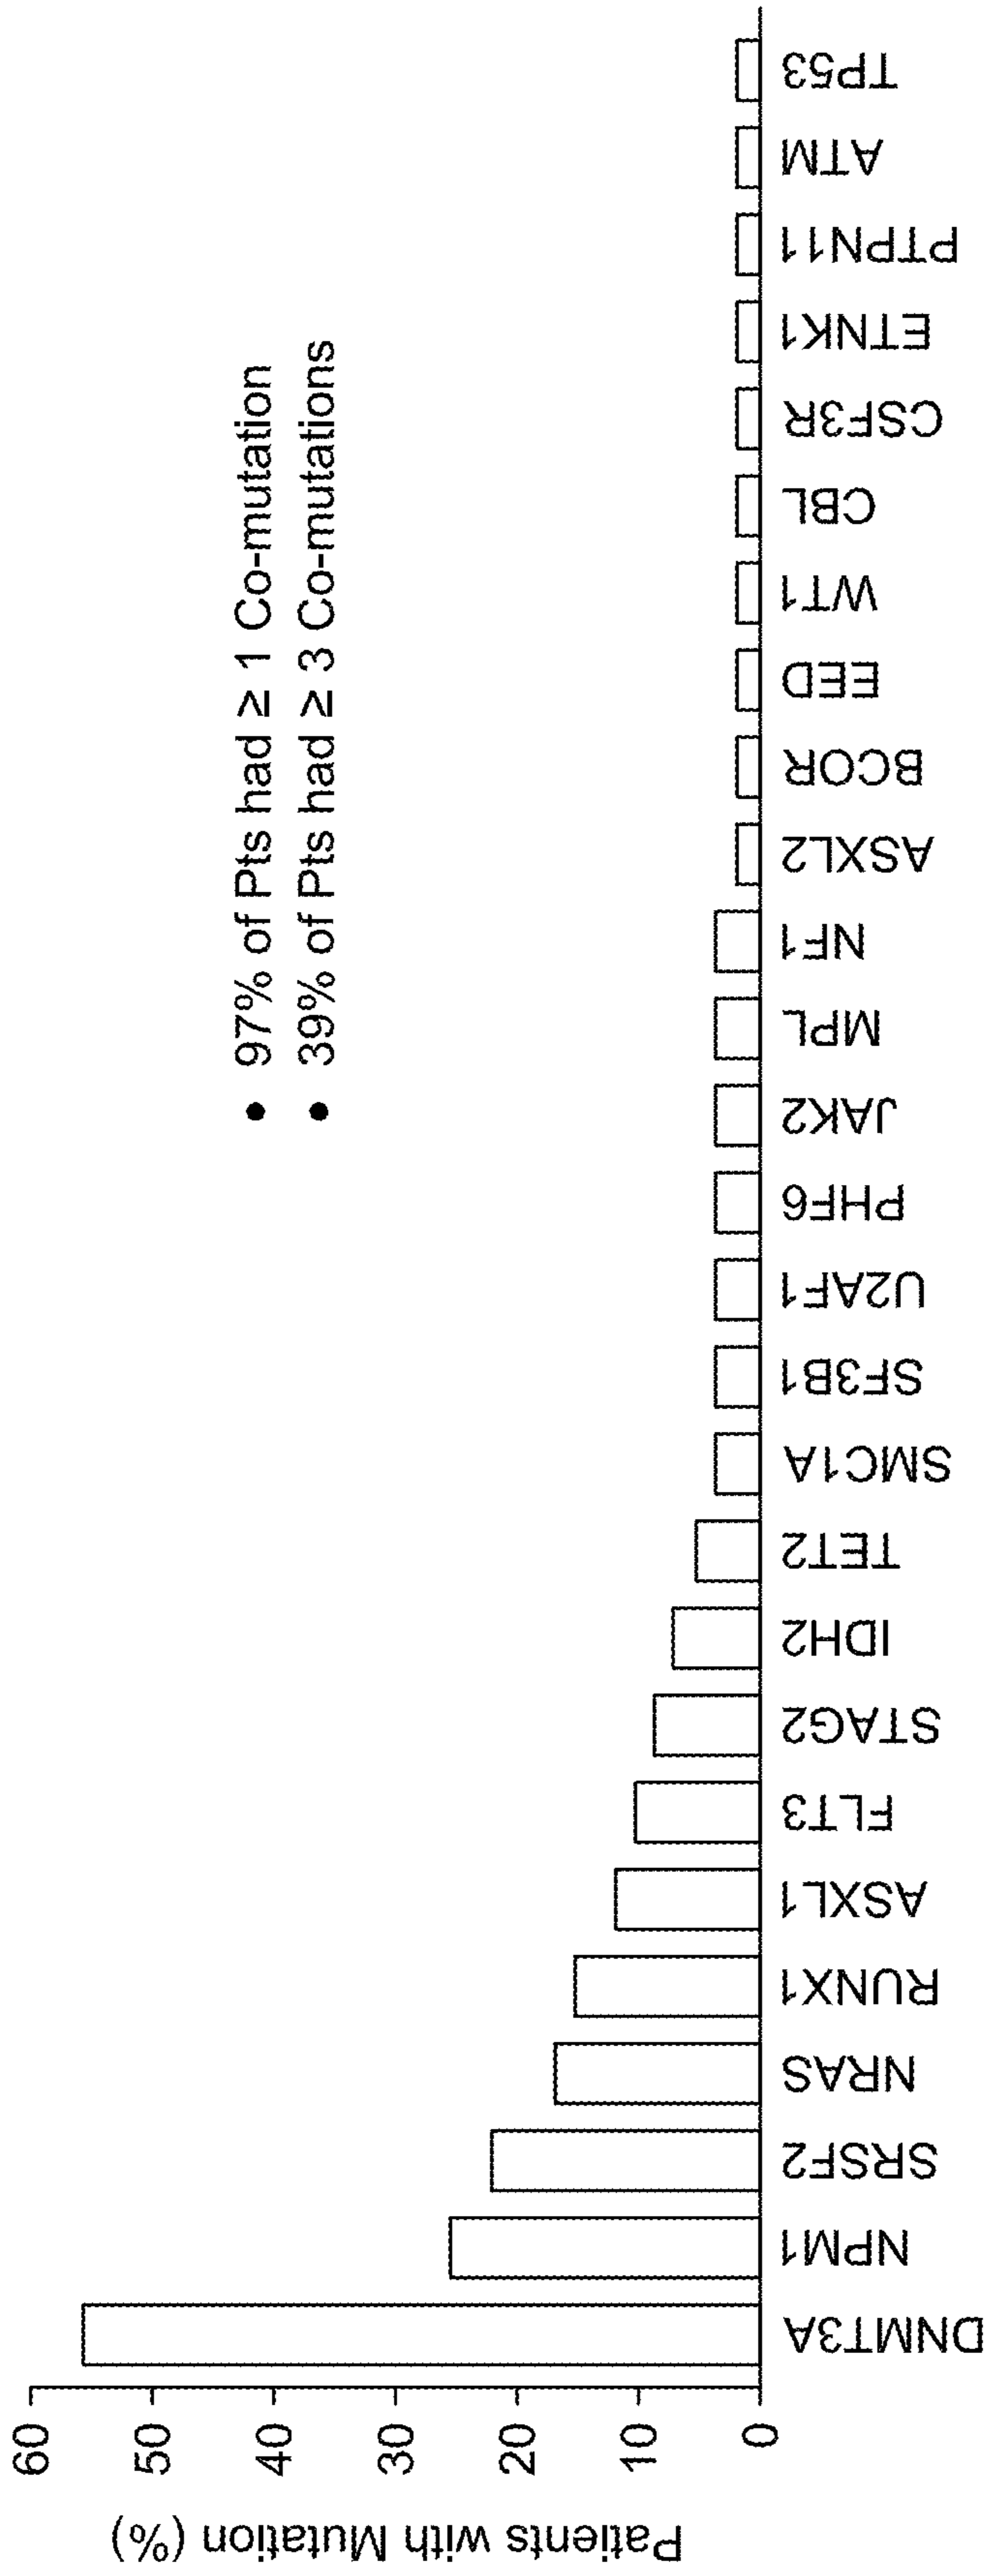 Patients with Mutation (%)
60
50
40
30
20
10
0
• 97% of Pts had ≥ 1 Co-mutation
• 39% of Pts had ≥ 3 Co-mutations
DNMT3A
NPM1
SRSF2
NRAS
RUNX1
ASXL1
FLT3
STAG2
IDH2
TET2
SMC1A
SF3B1
U2AF1
PHF6
JAK2
MPL
NF1
ASXL2
BCOR
EED
WT1
CBL
CSF3R
ETNK1
PTPN11
ATM
TP53